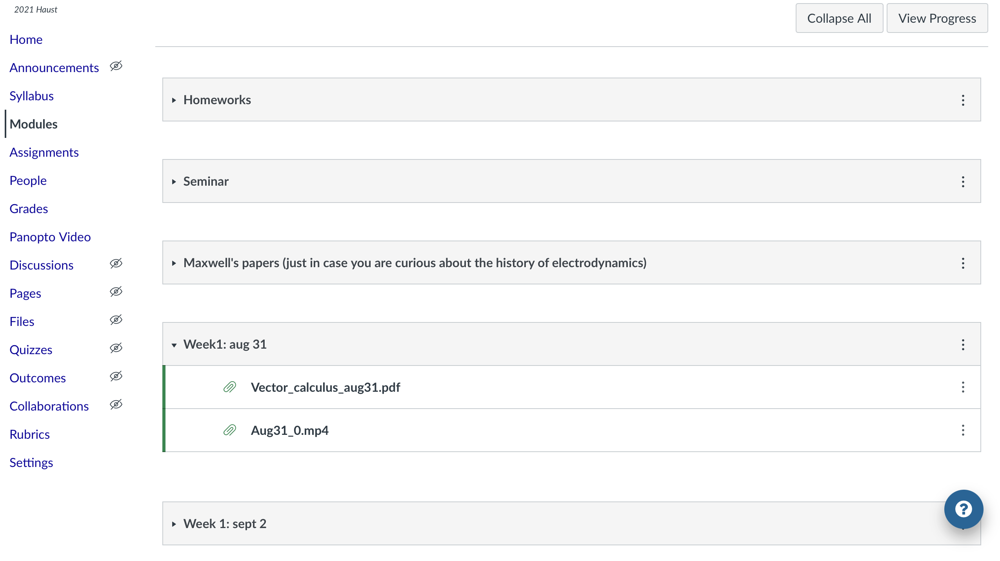 2021 Haust
Home
Announcements
Syllabus
Modules
Assignments
People
Grades
Panopto Video
Discussions
Pages
Files
Quizzes
Outcomes
Collaborations
Rubrics
Settings
Collapse All
View Progress
Homeworks
Seminar
Maxwell's papers (just in case you are curious about the history of electrodynamics)
Week1: aug 31
Vector_calculus_aug31.pdf
Aug31_0.mp4
Week 1: sept 2